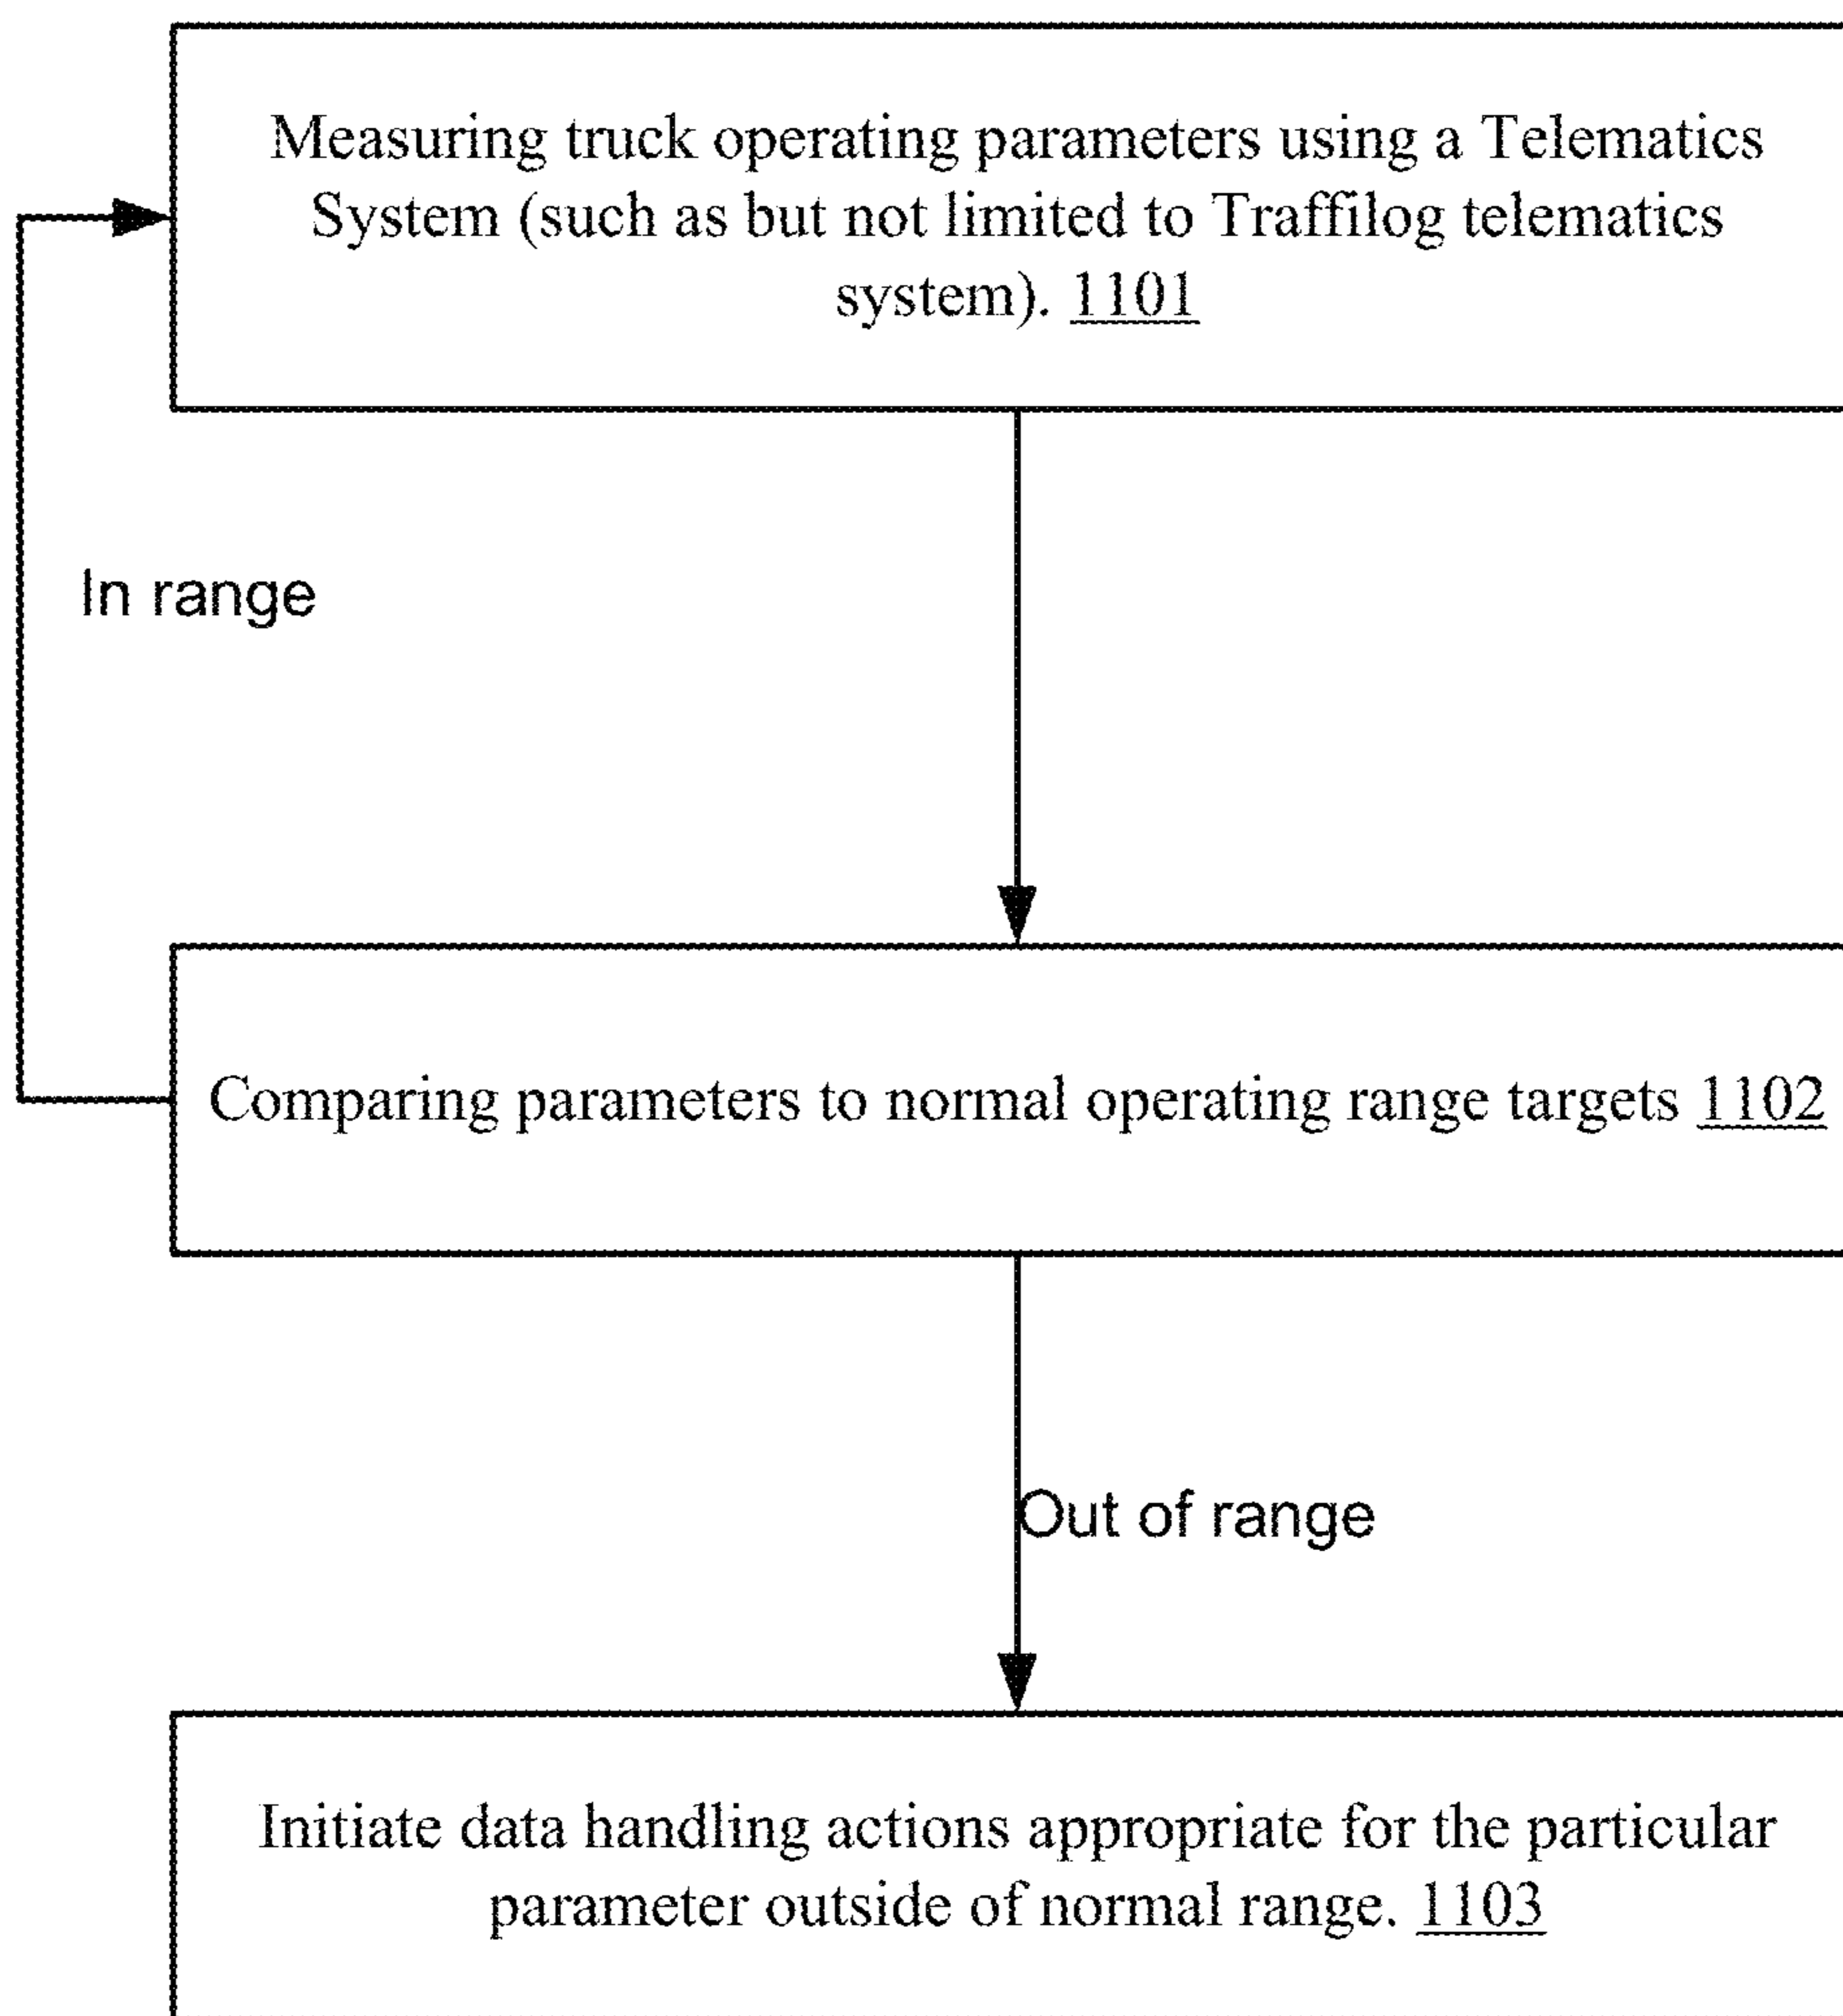 Measuring truck operating parameters using a Telematics
System (such as but not limited to Traffilog telematics
system). 1101
In range
Comparing parameters to normal operating range targets 1102
Out of range
Initiate data handling actions appropriate for the particular
parameter outside of normal range. 1103